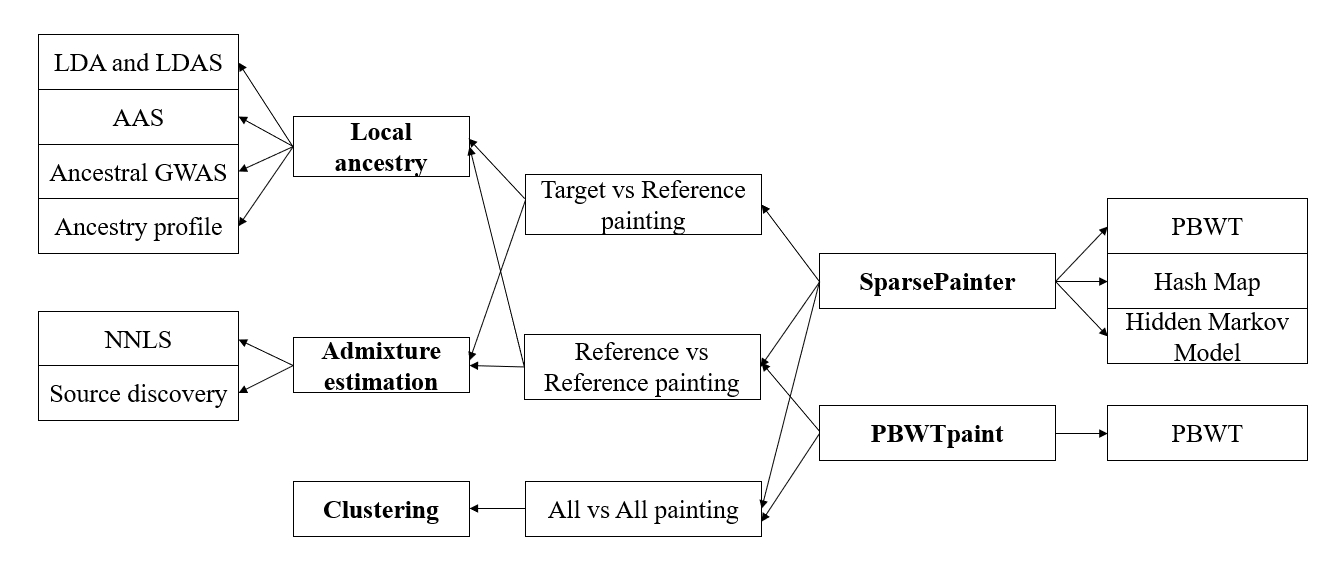 LDA and LDAS
AAS
Ancestral GWAS
Ancestry profile
NNLS
Source discovery
Local
ancestry
Admixture
estimation
Clustering
Target vs Reference
painting
Reference vs
Reference painting
All vs All painting
SparsePainter
PBWTpaint
PBWT
Hash Map
Hidden Markov
Model
PBWT